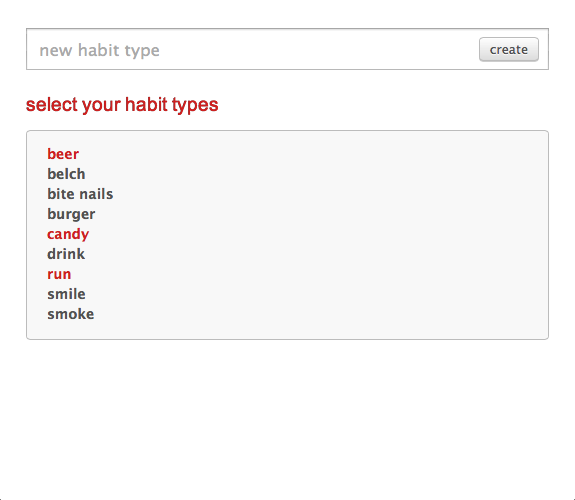 new habit type
create
select your habit types
beer
belch
bite nails
burger
candy
drink
run
smile
smoke